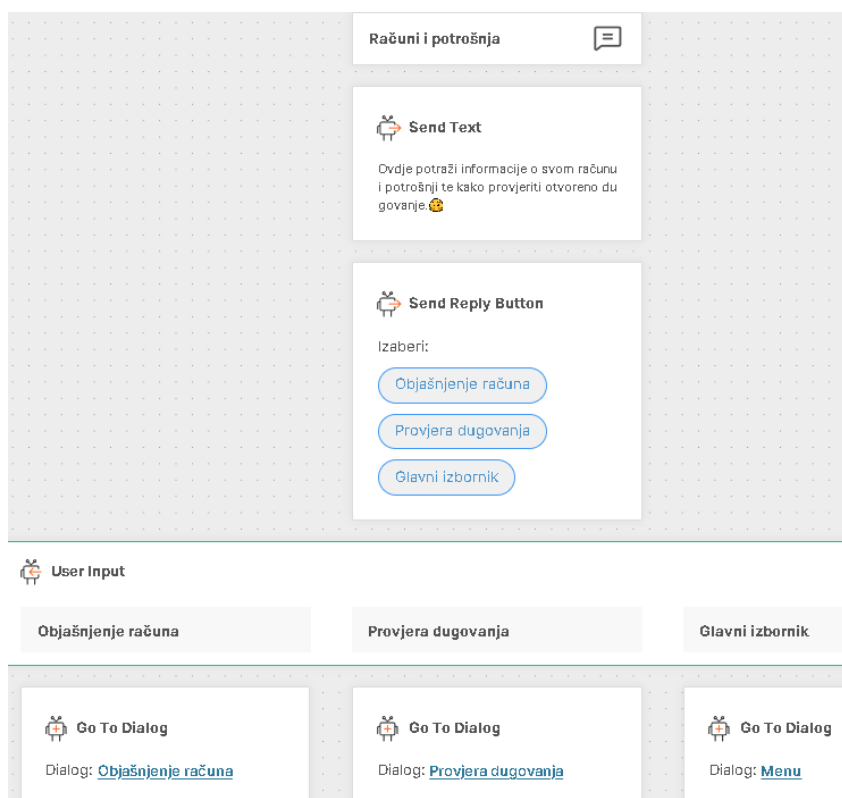 Računi i potrošnja
Send Text
Ovdje potraži informacije o svom računu
i potrošnji te kako provjeriti otvoreno du
govanje.🧐
Send Reply Button
Izaberi:
Objašnjenje računa
Provjera dugovanja
Glavni izbornik
User Input
Objašnjenje računa
Provjera dugovanja
Glavni izbornik
Go To Dialog
Dialog: Objašnjenje računa
Go To Dialog
Dialog: Provjera dugovanja
Go To Dialog
Dialog: Menu